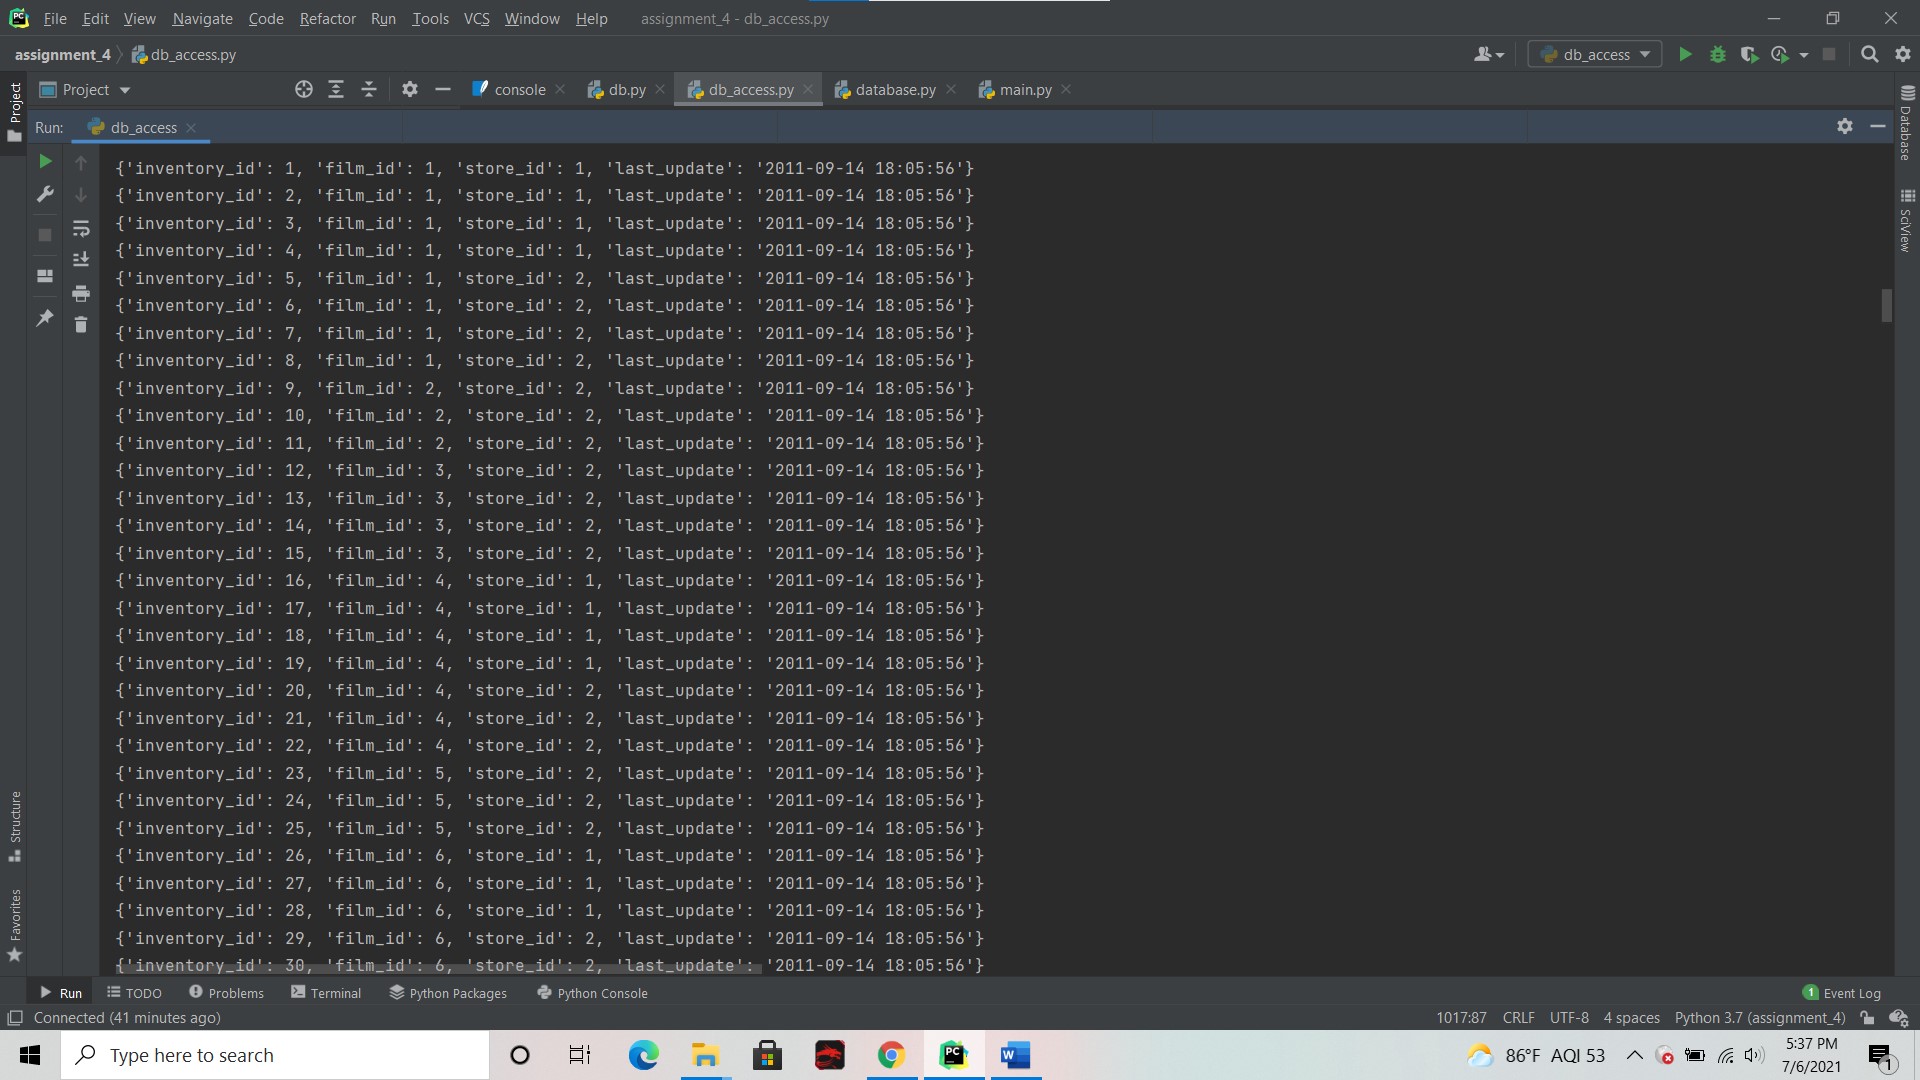 File Edit View Navigate Code Refactor Run Tools VCS Window Help assignment_4 - db_access.py
assignment_4 db_access.py db_access
Project console db.py db_access.py database.py main.py
Project
Database
SciView
Structure
Favorites
Run: db_access
{'inventory_id': 1, 'film_id': 1, 'store_id': 1, 'last_update': '2011-09-14 18:05:56'}
{'inventory_id': 2, 'film_id': 1, 'store_id': 1, 'last_update': '2011-09-14 18:05:56'}
{'inventory_id': 3, 'film_id': 1, 'store_id': 1, 'last_update': '2011-09-14 18:05:56'}
{'inventory_id': 4, 'film_id': 1, 'store_id': 1, 'last_update': '2011-09-14 18:05:56'}
{'inventory_id': 5, 'film_id': 1, 'store_id': 2, 'last_update': '2011-09-14 18:05:56'}
{'inventory_id': 6, 'film_id': 1, 'store_id': 2, 'last_update': '2011-09-14 18:05:56'}
{'inventory_id': 7, 'film_id': 1, 'store_id': 2, 'last_update': '2011-09-14 18:05:56'}
{'inventory_id': 8, 'film_id': 1, 'store_id': 2, 'last_update': '2011-09-14 18:05:56'}
{'inventory_id': 9, 'film_id': 2, 'store_id': 2, 'last_update': '2011-09-14 18:05:56'}
{'inventory_id': 10, 'film_id': 2, 'store_id': 2, 'last_update': '2011-09-14 18:05:56'}
{'inventory_id': 11, 'film_id': 2, 'store_id': 2, 'last_update': '2011-09-14 18:05:56'}
{'inventory_id': 12, 'film_id': 3, 'store_id': 2, 'last_update': '2011-09-14 18:05:56'}
{'inventory_id': 13, 'film_id': 3, 'store_id': 2, 'last_update': '2011-09-14 18:05:56'}
{'inventory_id': 14, 'film_id': 3, 'store_id': 2, 'last_update': '2011-09-14 18:05:56'}
{'inventory_id': 15, 'film_id': 3, 'store_id': 2, 'last_update': '2011-09-14 18:05:56'}
{'inventory_id': 16, 'film_id': 4, 'store_id': 1, 'last_update': '2011-09-14 18:05:56'}
{'inventory_id': 17, 'film_id': 4, 'store_id': 1, 'last_update': '2011-09-14 18:05:56'}
{'inventory_id': 18, 'film_id': 4, 'store_id': 1, 'last_update': '2011-09-14 18:05:56'}
{'inventory_id': 19, 'film_id': 4, 'store_id': 1, 'last_update': '2011-09-14 18:05:56'}
{'inventory_id': 20, 'film_id': 4, 'store_id': 2, 'last_update': '2011-09-14 18:05:56'}
{'inventory_id': 21, 'film_id': 4, 'store_id': 2, 'last_update': '2011-09-14 18:05:56'}
{'inventory_id': 22, 'film_id': 4, 'store_id': 2, 'last_update': '2011-09-14 18:05:56'}
{'inventory_id': 23, 'film_id': 5, 'store_id': 2, 'last_update': '2011-09-14 18:05:56'}
{'inventory_id': 24, 'film_id': 5, 'store_id': 2, 'last_update': '2011-09-14 18:05:56'}
{'inventory_id': 25, 'film_id': 5, 'store_id': 2, 'last_update': '2011-09-14 18:05:56'}
{'inventory_id': 26, 'film_id': 6, 'store_id': 1, 'last_update': '2011-09-14 18:05:56'}
{'inventory_id': 27, 'film_id': 6, 'store_id': 1, 'last_update': '2011-09-14 18:05:56'}
{'inventory_id': 28, 'film_id': 6, 'store_id': 1, 'last_update': '2011-09-14 18:05:56'}
{'inventory_id': 29, 'film_id': 6, 'store_id': 2, 'last_update': '2011-09-14 18:05:56'}
{'inventory_id': 30, 'film_id': 6, 'store_id': 2, 'last_update': '2011-09-14 18:05:56'}
Run TODO Problems Terminal Python Packages Python Console 1 Event Log
Connected (41 minutes ago) 1017:87 CRLF UTF-8 4 spaces Python 3.7 (assignment_4)
Type here to search 86°F AQI 53 5:37 PM
7/6/2021 1